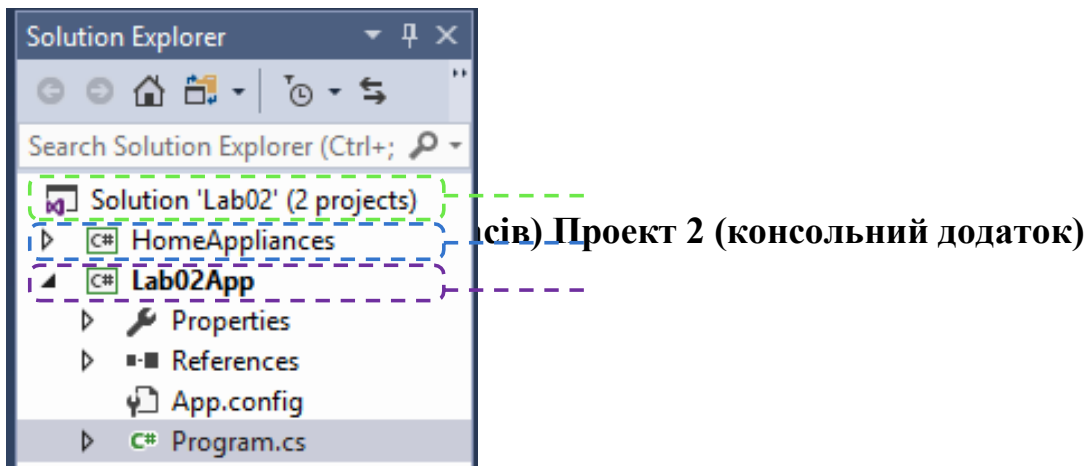 Solution Explorer
Search Solution Explorer (Ctrl+;
Solution 'Lab02' (2 projects)
C# HomeAppliances
асів) Проект 2 (консольний додаток)
C# Lab02App
Properties
References
App.config
C# Program.cs